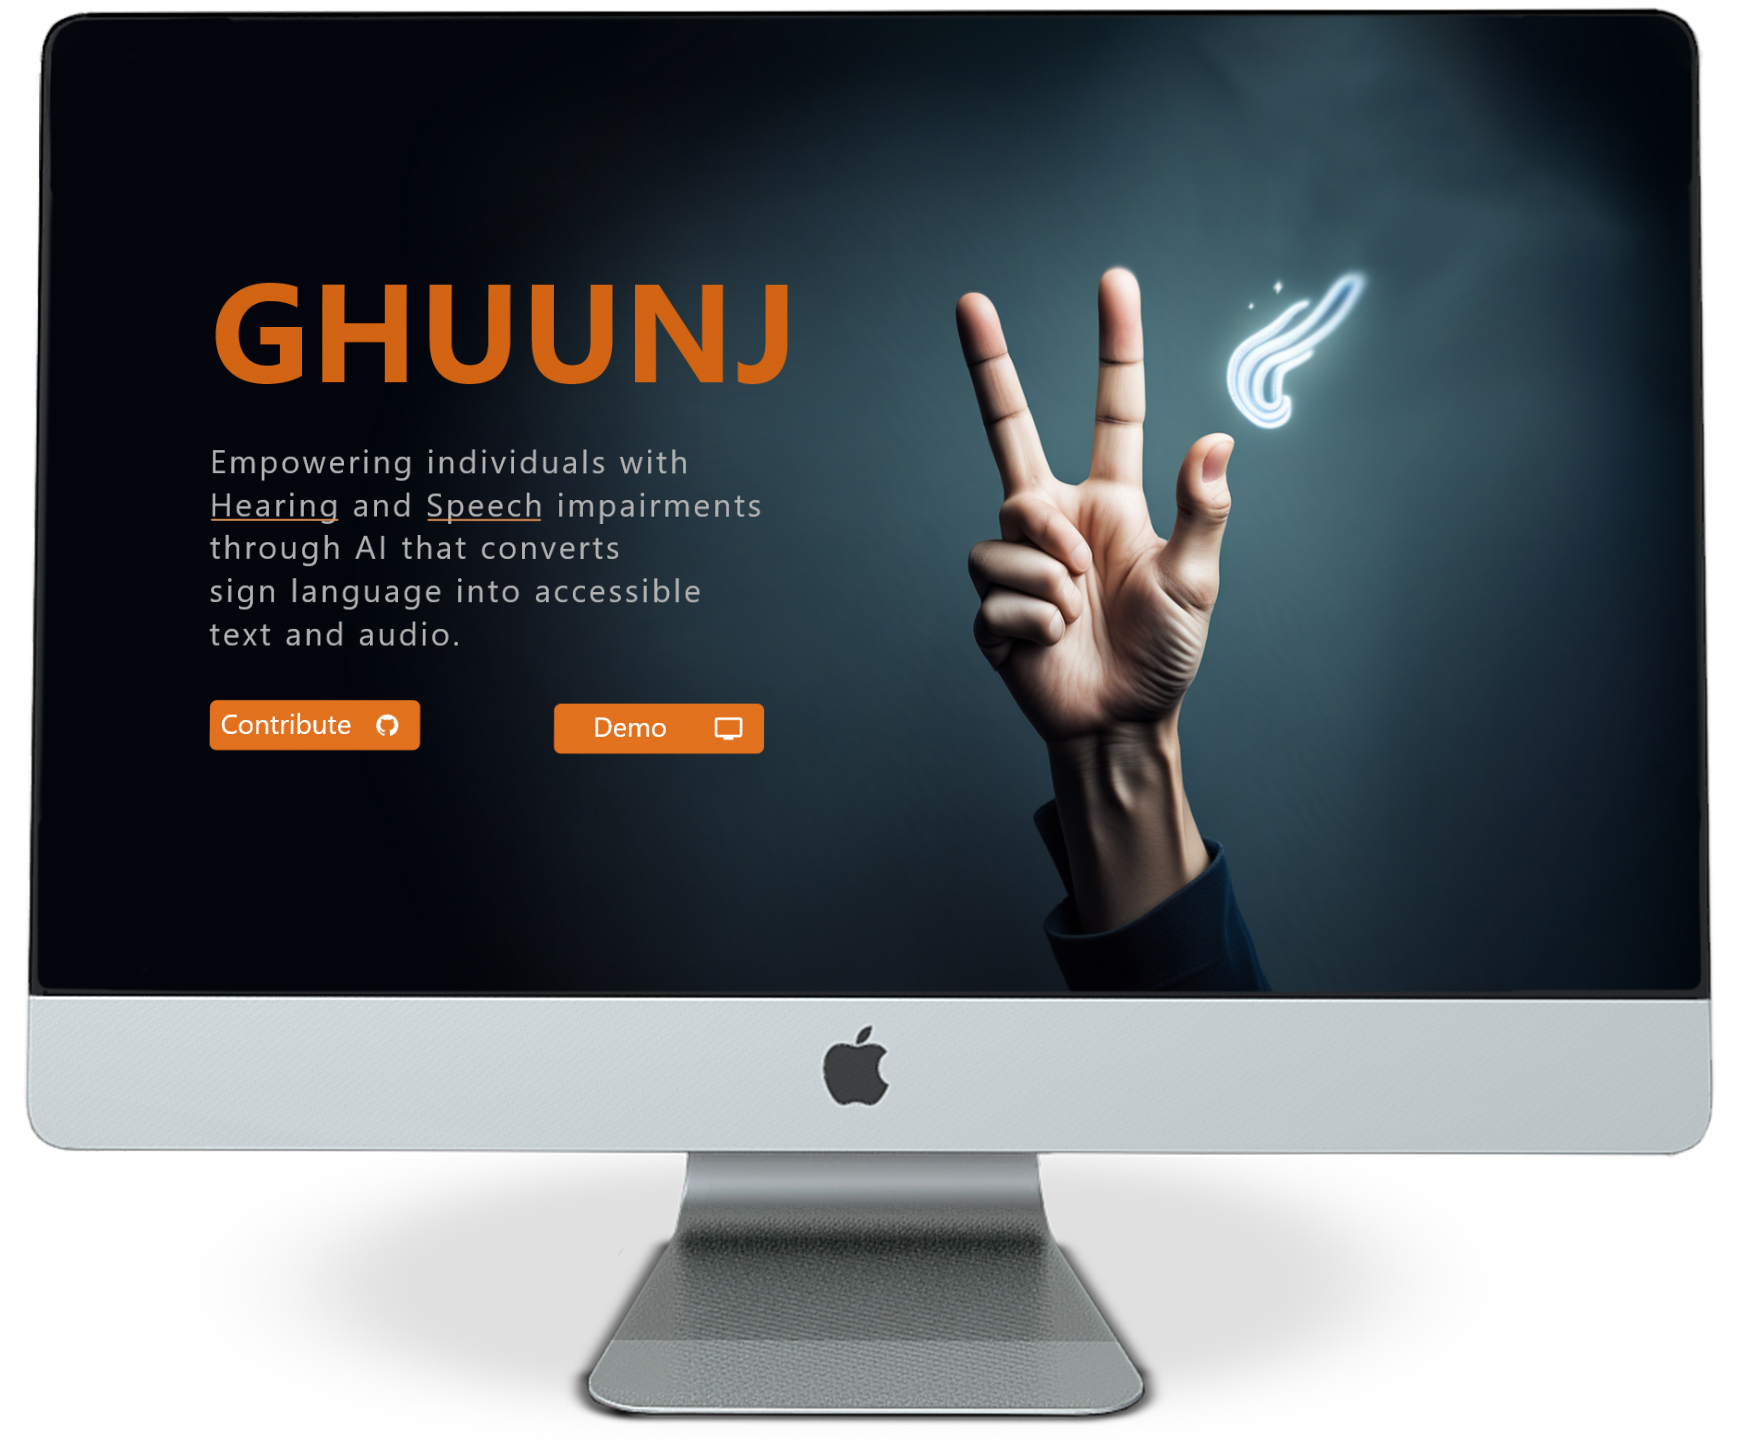 GHUUNJ
Empowering individuals with
Hearing and Speech impairments
through AI that converts
sign language into accessible
text and audio.
Contribute
Demo